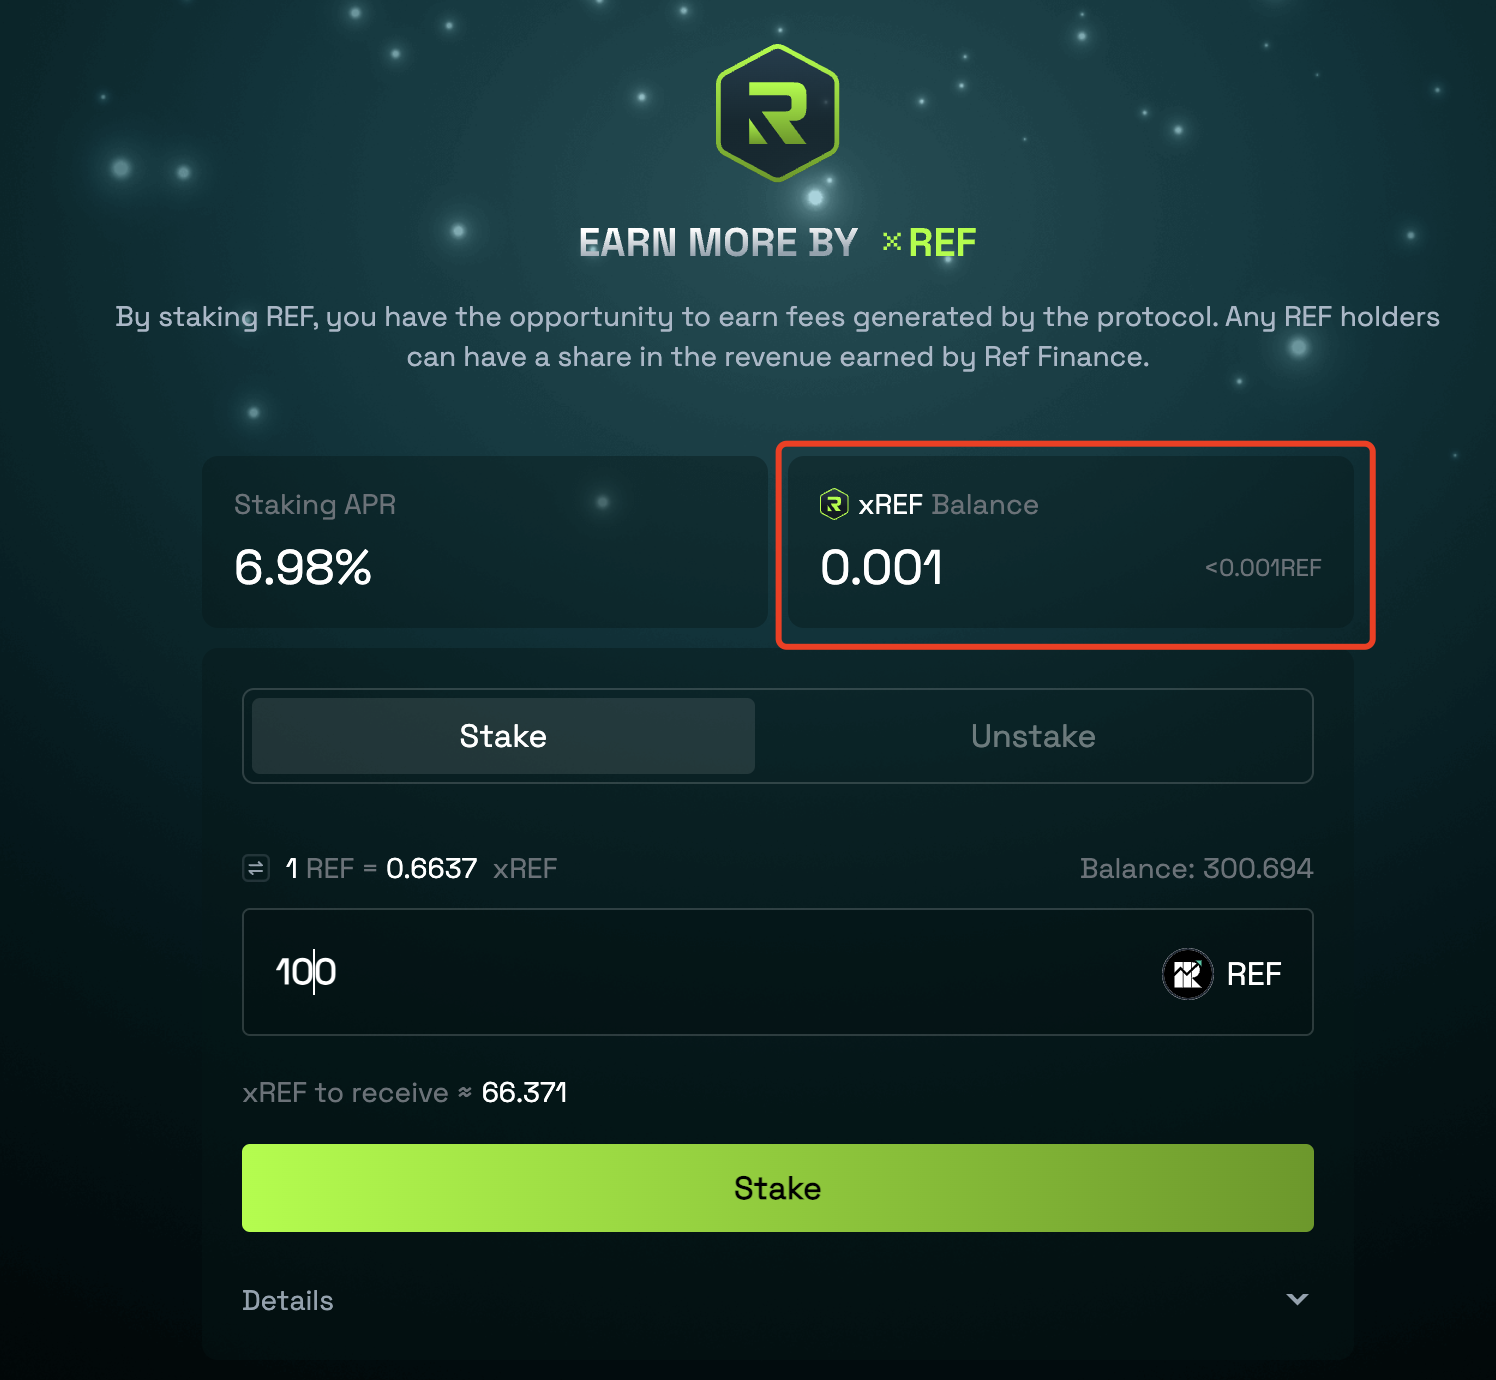 EARN MORE BY xREF
By staking REF, you have the opportunity to earn fees generated by the protocol. Any REF holders
can have a share in the revenue earned by Ref Finance.
Staking APR
6.98%
xREF Balance
0.001
<0.001REF
Stake
Unstake
1 REF = 0.6637 xREF
Balance: 300.694
100
REF
xREF to receive ≈ 66.371
Stake
Details